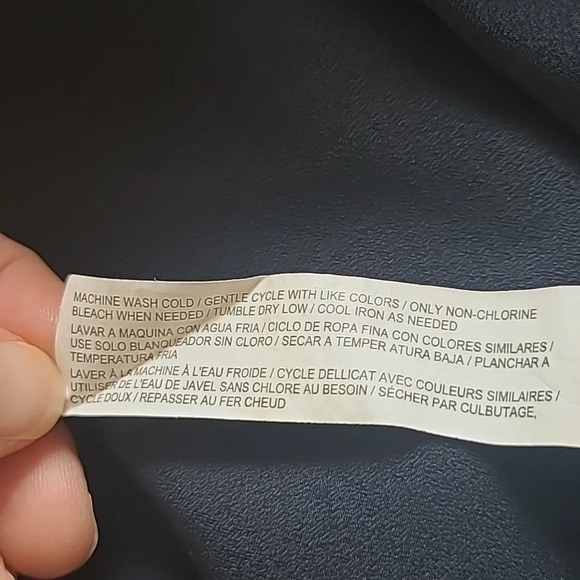 MACHINE WASH COLD / GENTLE CYCLE WITH LIKE COLORS / ONLY NON-CHLORINE
BLEACH WHEN NEEDED / TUMBLE DRY LOW / COOL IRON AS NEEDED
LAVAR A MAQUINA CON AGUA FRIA / CICLO DE ROPA FINA CON COLORES SIMILARES /
USE SOLO BLANQUEADOR SIN CLORO / SECAR A TEMPER ATURA BAJA / PLANCHAR A
TEMPERATURA FRIA
LAVER À LA MACHINE À L'EAU FROIDE / CYCLE DELLICAT AVEC COULEURS SIMILAIRES /
UTILISER DE L'EAU DE JAVEL SANS CHLORE AU BESOIN / SÉCHER PAR CULBUTAGE,
CYCLE DOUX / REPASSER AU FER CHEUD